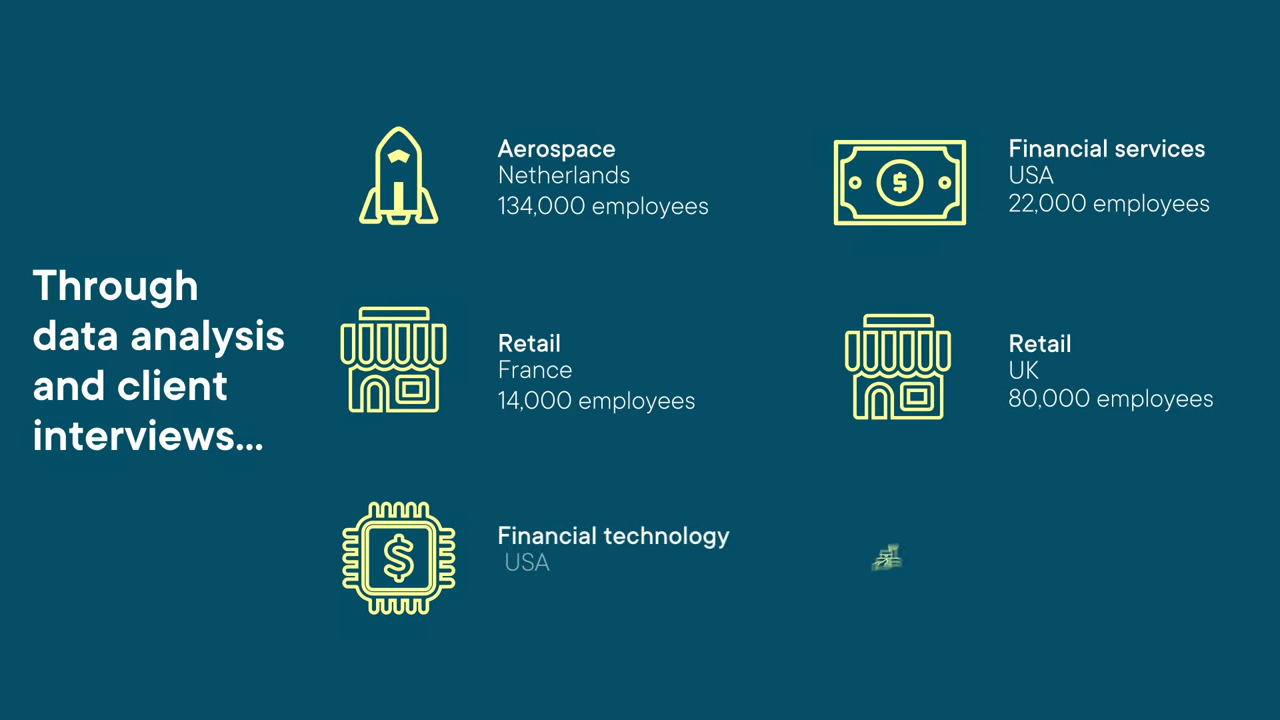 Through
data analysis
and client
interviews...
Aerospace
Netherlands
134,000 employees
Financial services
USA
22,000 employees
Retail
France
14,000 employees
Retail
UK
80,000 employees
Financial technology
USA